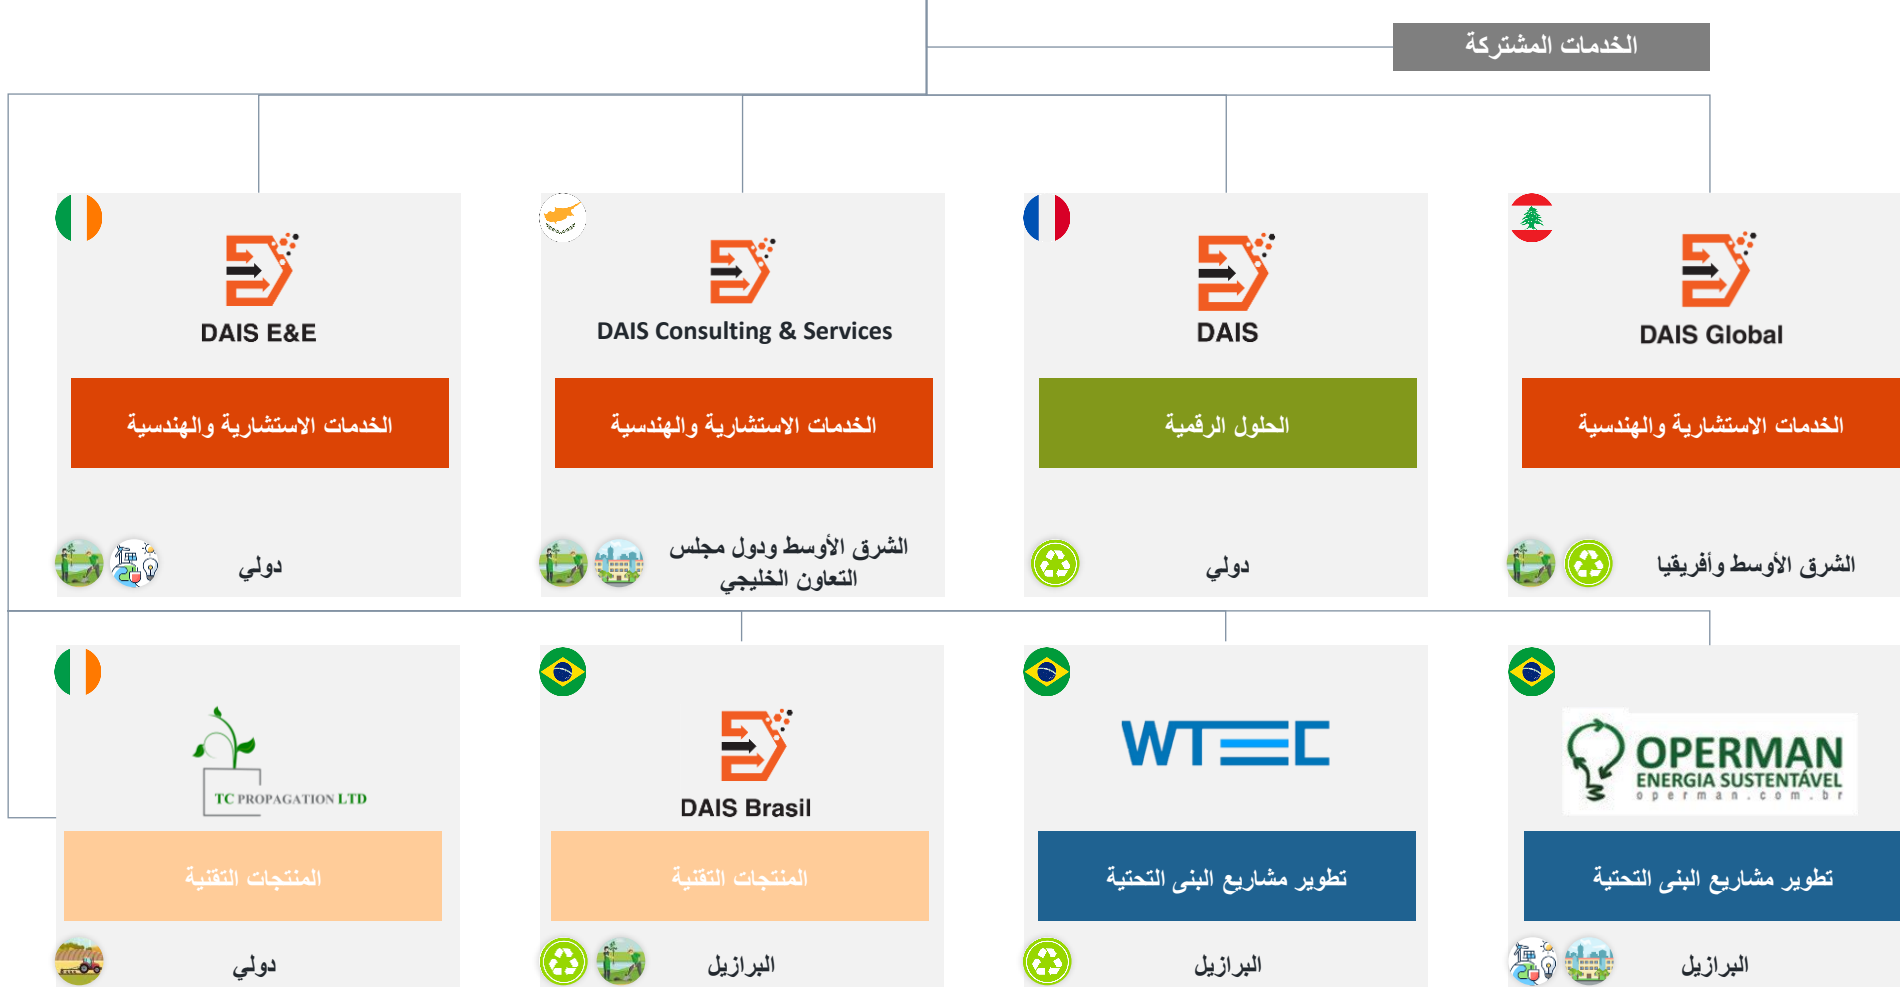 الخدمات المشتركة
DAIS E&E
الخدمات الاستشارية والهندسية
دولي
DAIS Consulting & Services
الخدمات الاستشارية والهندسية
الشرق الأوسط ودول مجلس
التعاون الخليجي
DAIS
الحلول الرقمية
دولي
DAIS Global
الخدمات الاستشارية والهندسية
الشرق الأوسط وأفريقيا
TC PROPAGATION LTD
المنتجات التقنية
دولي
DAIS Brasil
المنتجات التقنية
البرازيل
WTEC
تطوير مشاريع البنى التحتية
البرازيل
OPERMAN
ENERGIA SUSTENTÁVEL
operman.com.br
تطوير مشاريع البنى التحتية
البرازيل